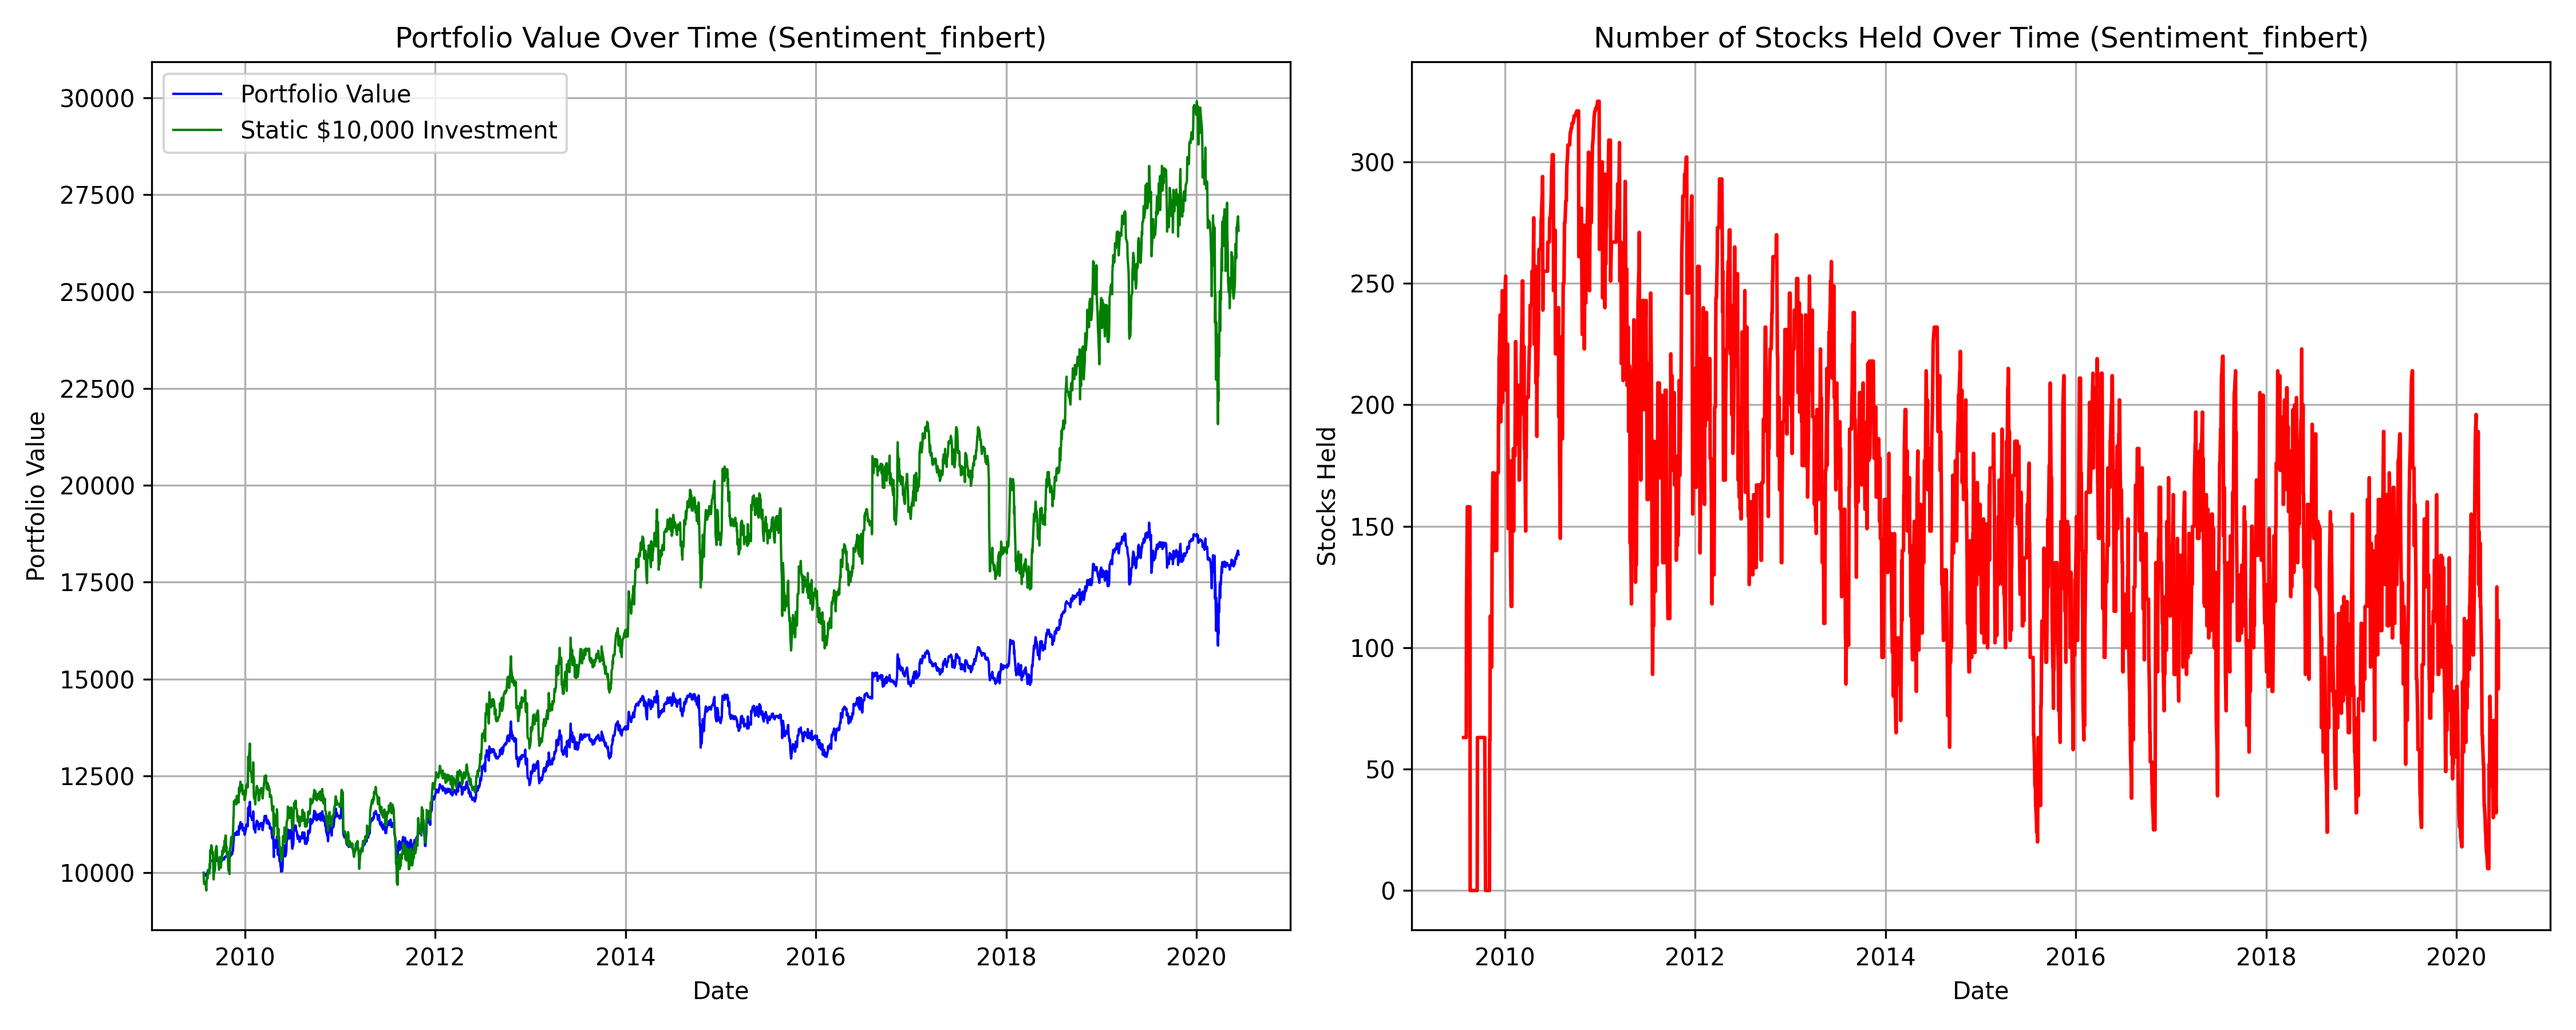 Portfolio Value Over Time (Sentiment_finbert)
Portfolio Value
Static $10,000 Investment
30000
27500
25000
22500
20000
17500
15000
12500
10000
Portfolio Value
2010 2012 2014 2016 2018 2020
Date
Number of Stocks Held Over Time (Sentiment_finbert)
300
250
200
150
100
50
0
Stocks Held
2010 2012 2014 2016 2018 2020
Date